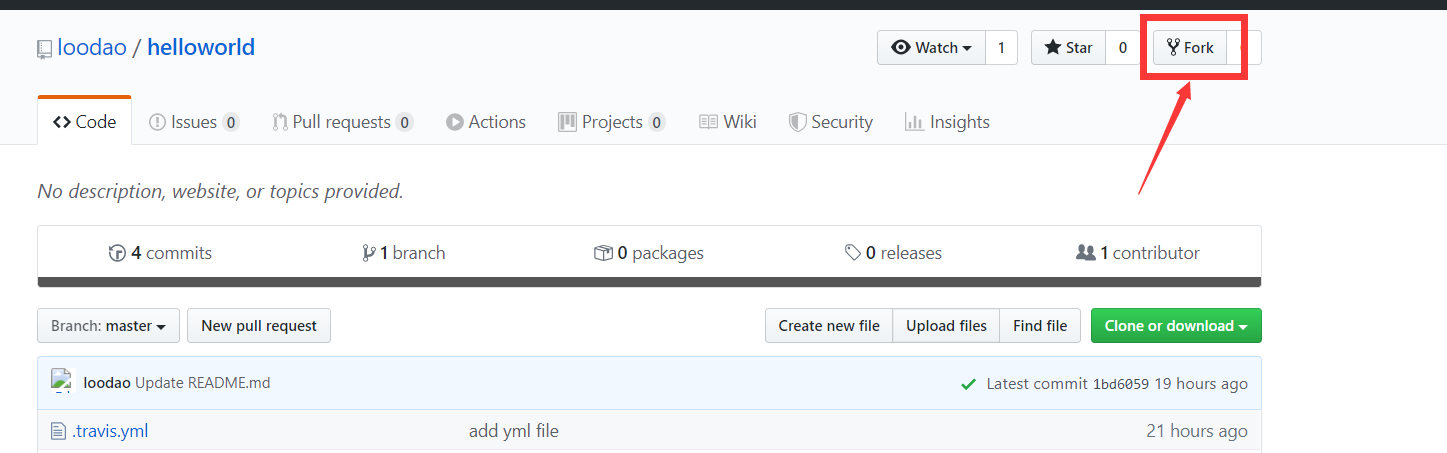 loodao / helloworld
Watch 1 Star 0 Fork
Code Issues 0 Pull requests 0 Actions Projects 0 Wiki Security Insights
No description, website, or topics provided.
4 commits 1 branch 0 packages 0 releases 1 contributor
Branch: master New pull request Create new file Upload files Find file Clone or download
loodao Update README.md Latest commit 1bd6059 19 hours ago
.travis.yml add yml file 21 hours ago